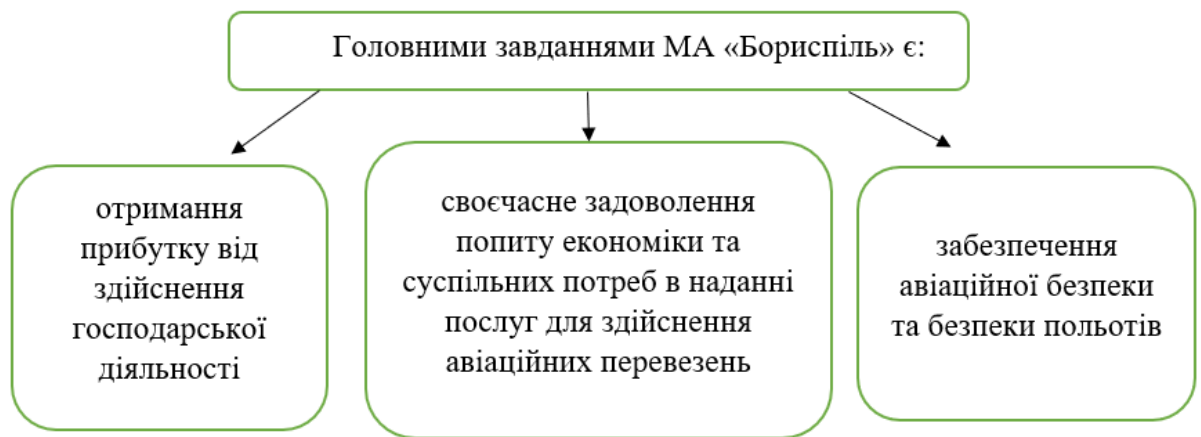 Головними завданнями МА «Бориспіль» є:
отримання
прибутку від
здійснення
господарської
діяльності
своєчасне задоволення
попиту економіки та
суспільних потреб в наданні
послуг для здійснення
авіаційних перевезень
забезпечення
авіаційної безпеки
та безпеки польотів